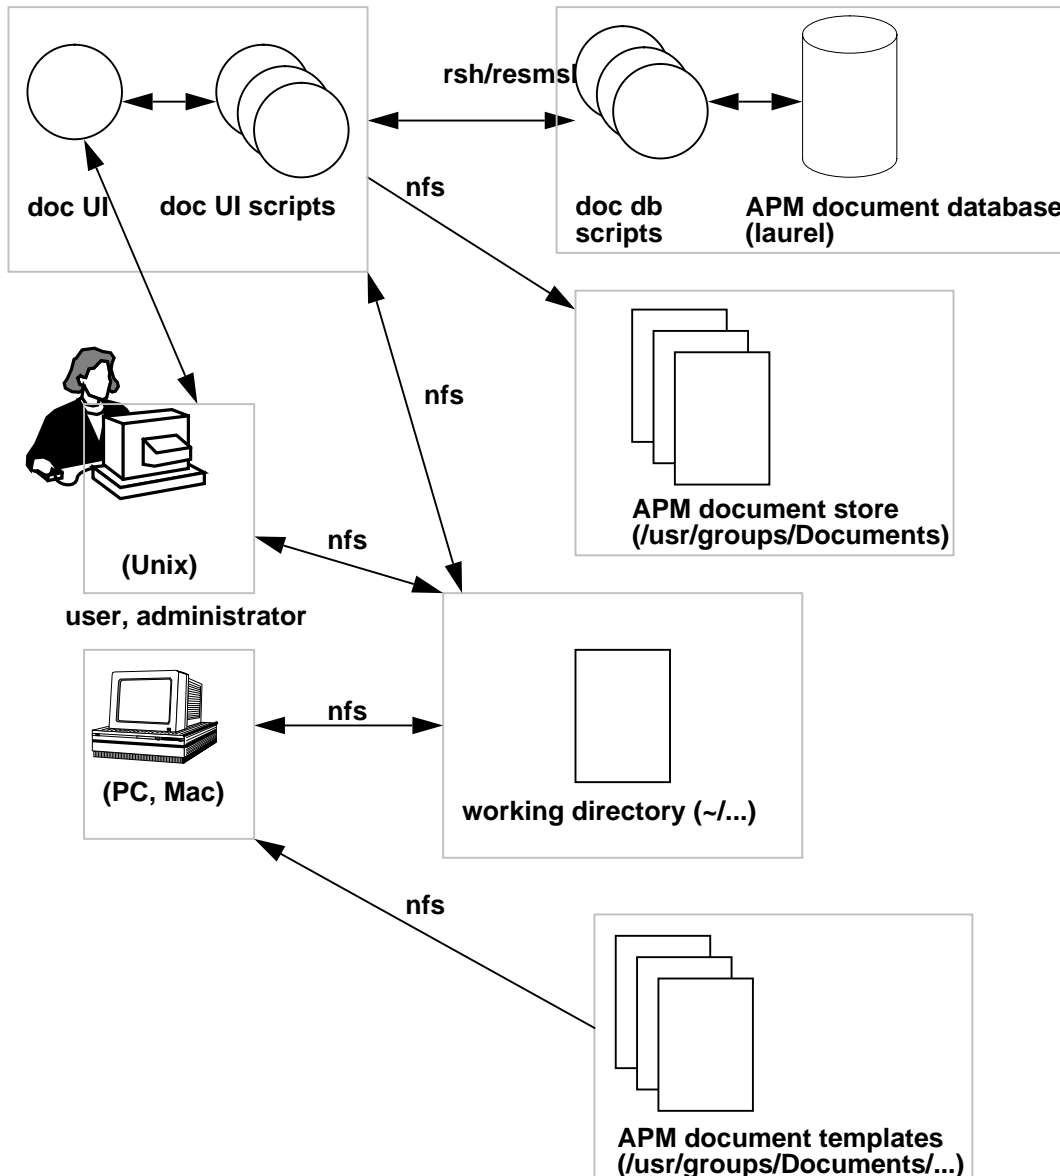 rsh/resmsl
nfs
doc UI
doc UI scripts
doc db
scripts
APM document database
(laurel)
nfs
APM document store
(/usr/groups/Documents)
nfs
(Unix)
user, administrator
nfs
(PC, Mac)
working directory (~/...)
nfs
APM document templates
(/usr/groups/Documents/...)